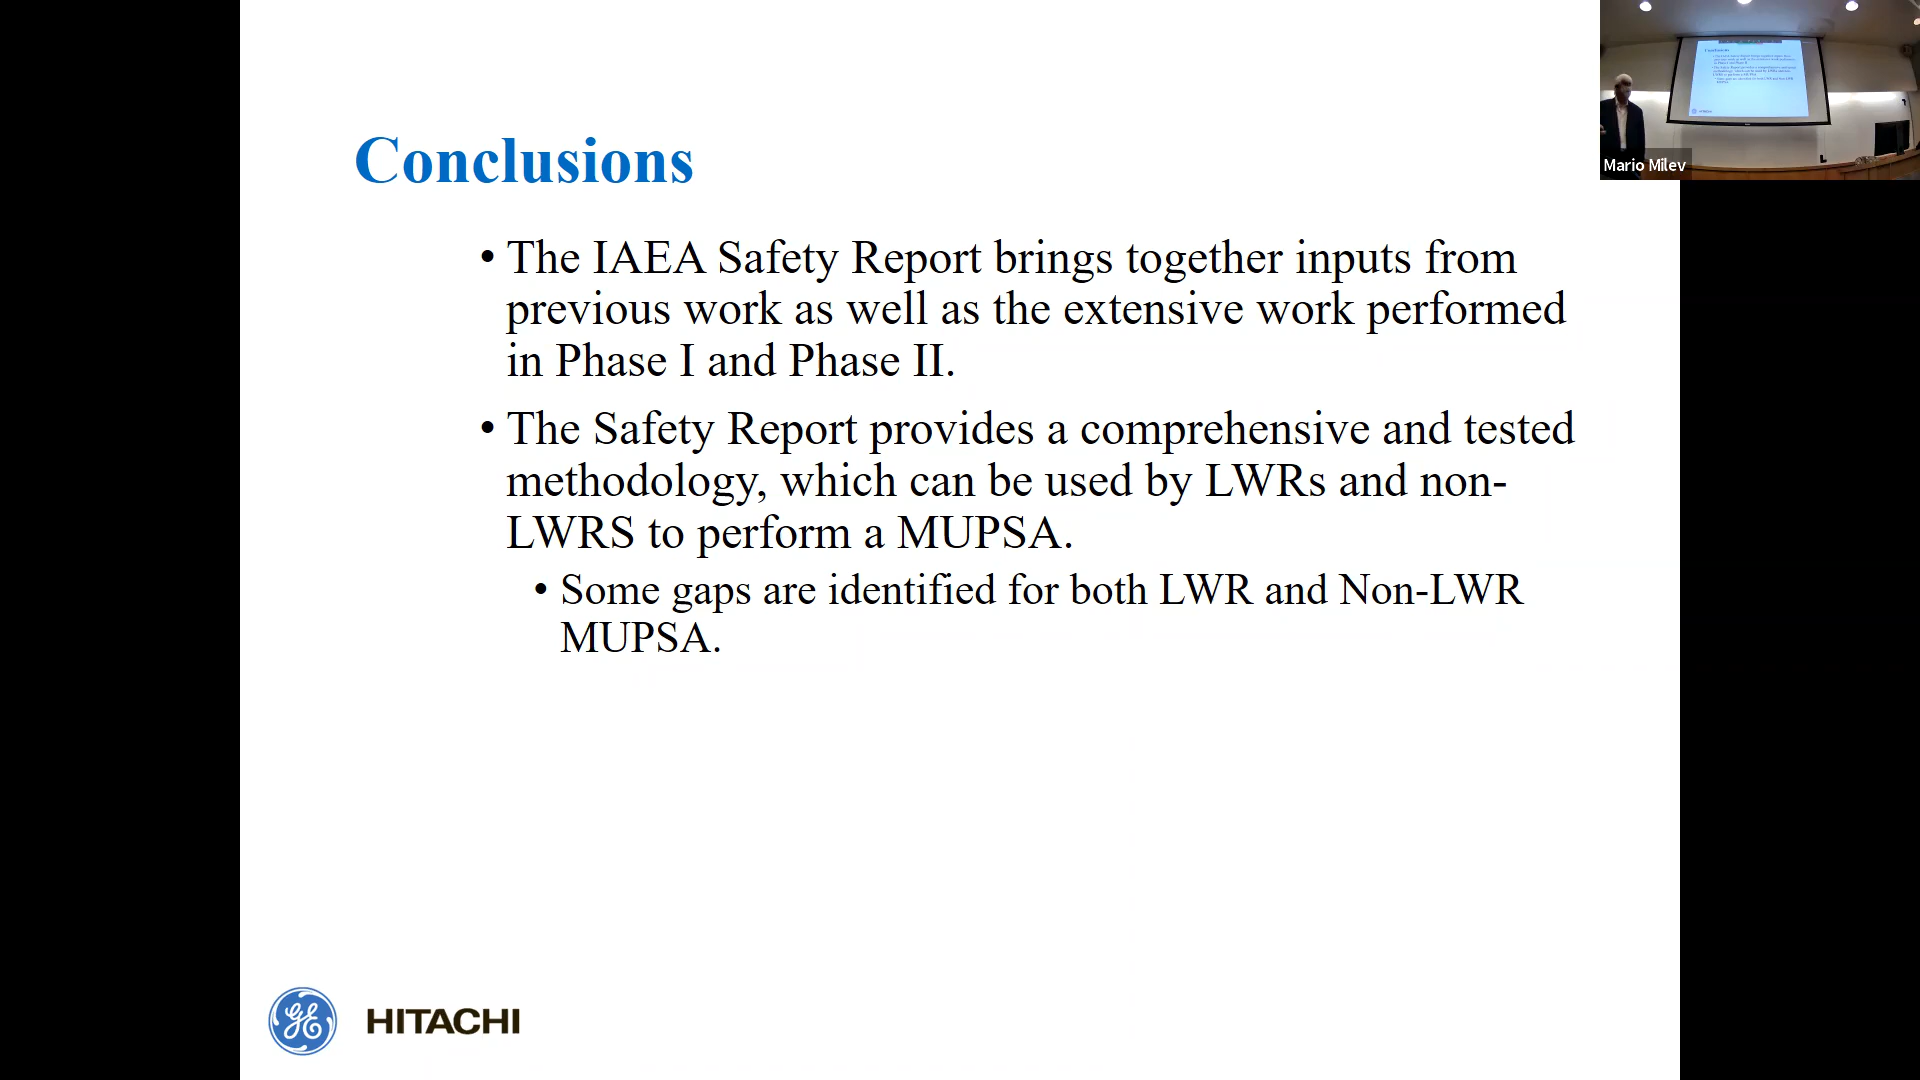 Conclusions
• The IAEA Safety Report brings together inputs from
previous work as well as the extensive work performed
in Phase I and Phase II.
• The Safety Report provides a comprehensive and tested
methodology, which can be used by LWRs and non-
LWRS to perform a MUPSA.
• Some gaps are identified for both LWR and Non-LWR
MUPSA.
GE HITACHI
Mario Milev